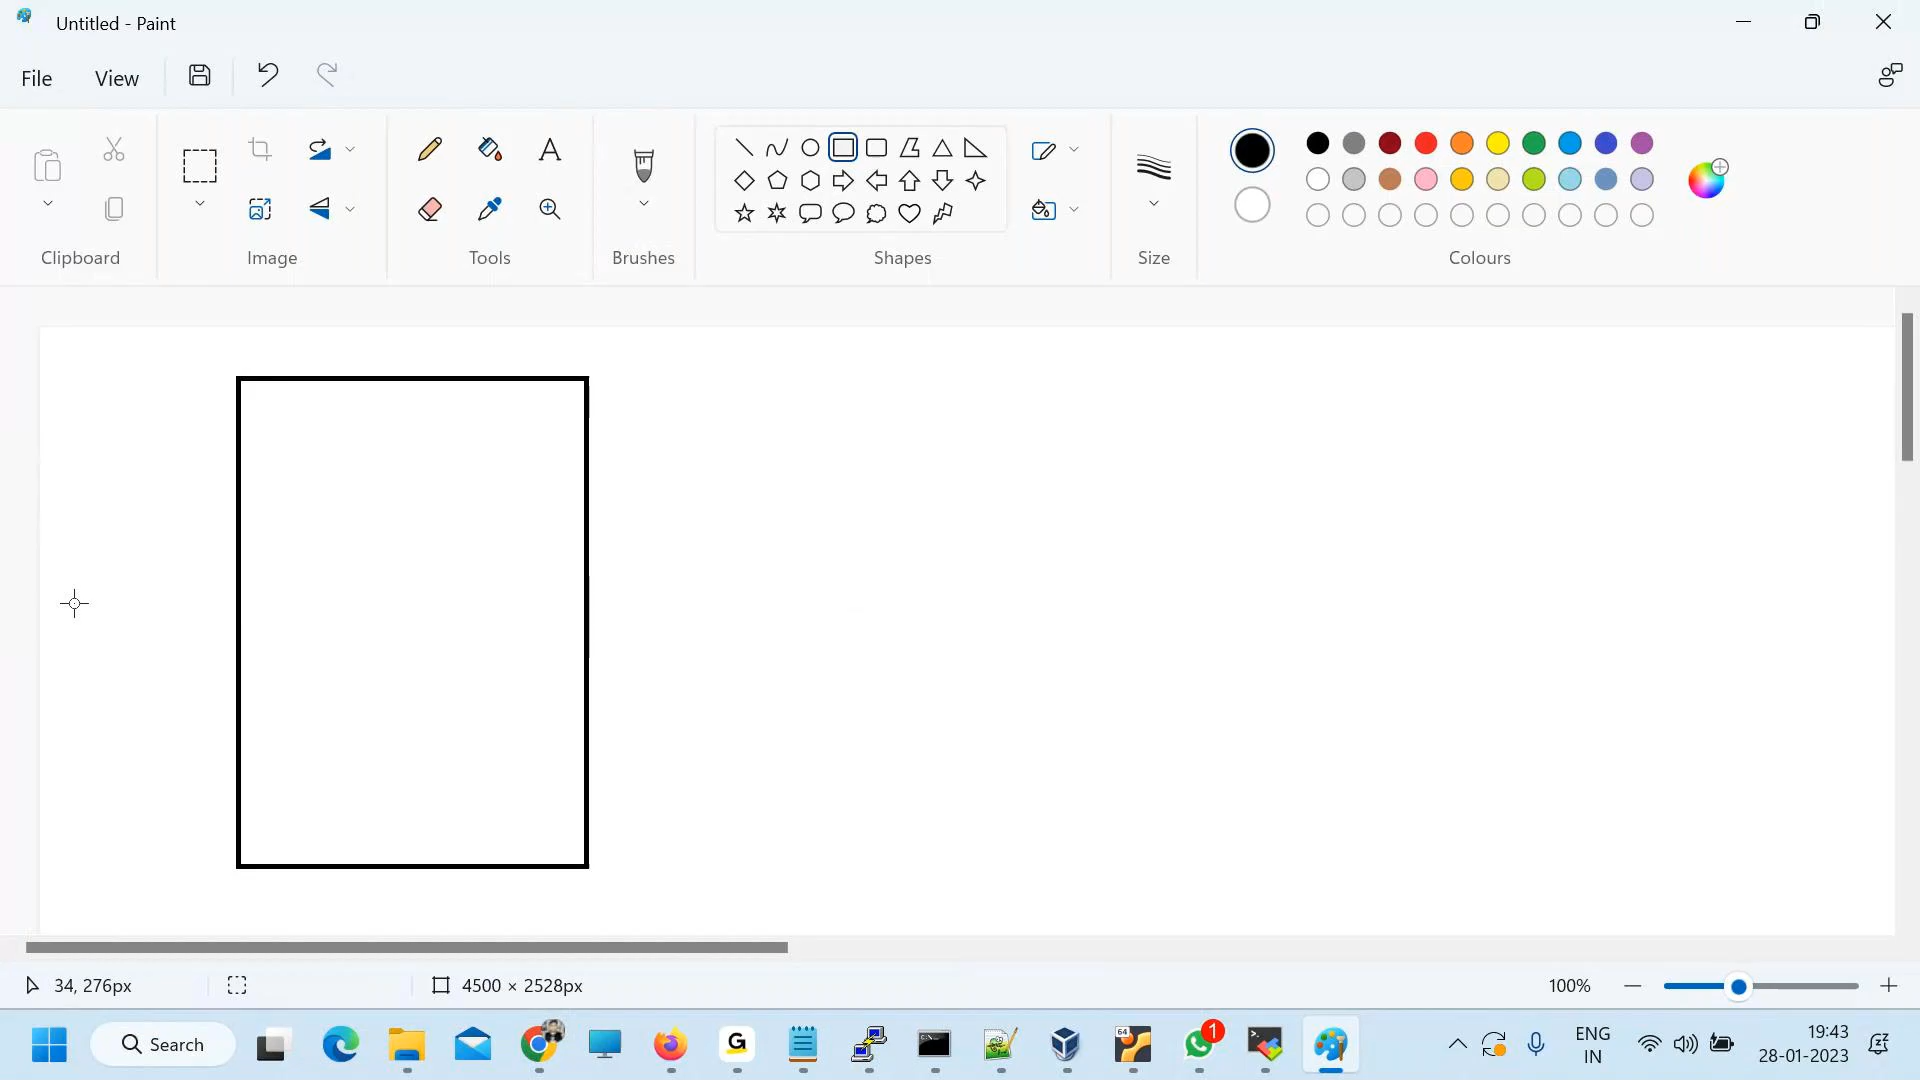 Untitled - Paint
File
View
Clipboard
Image
Tools
Brushes
Shapes
Size
Colours
34, 276px
4500 × 2528px
100%
Search
G
64
1
ENG
IN
19:43
28-01-2023